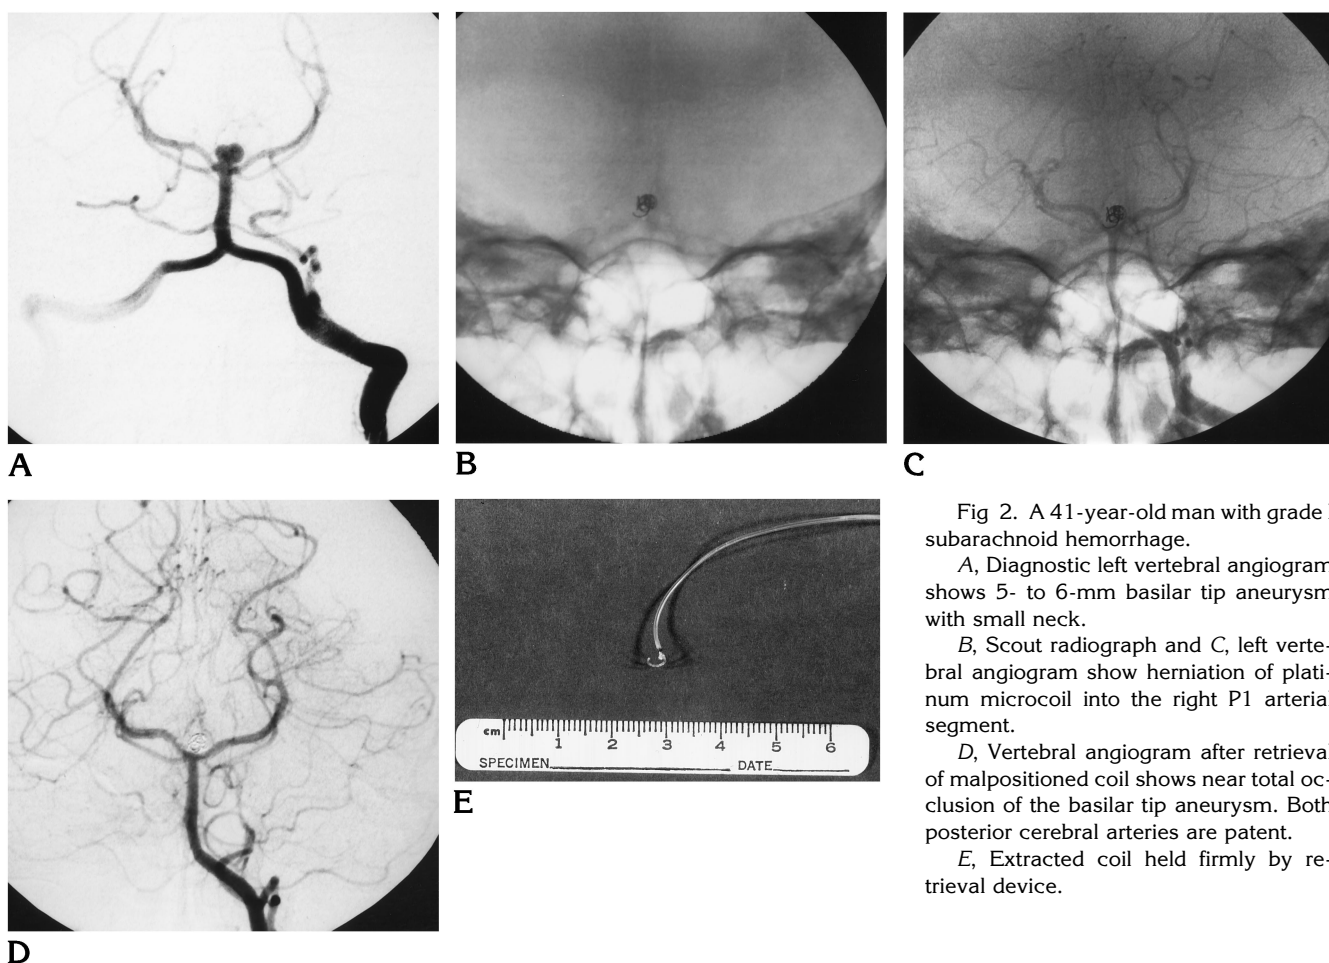 A
B
C
D
cm 1 2 3 4 5 6
SPECIMEN DATE
E
Fig 2. A 41-year-old man with grade
subarachnoid hemorrhage.
A, Diagnostic left vertebral angiogram
shows 5- to 6-mm basilar tip aneurysm
with small neck.
B, Scout radiograph and C, left verte-
bral angiogram show herniation of plati-
num microcoil into the right P1 arterial
segment.
D, Vertebral angiogram after retrieval
of malpositioned coil shows near total oc-
clusion of the basilar tip aneurysm. Both
posterior cerebral arteries are patent.
E, Extracted coil held firmly by re-
trieval device.